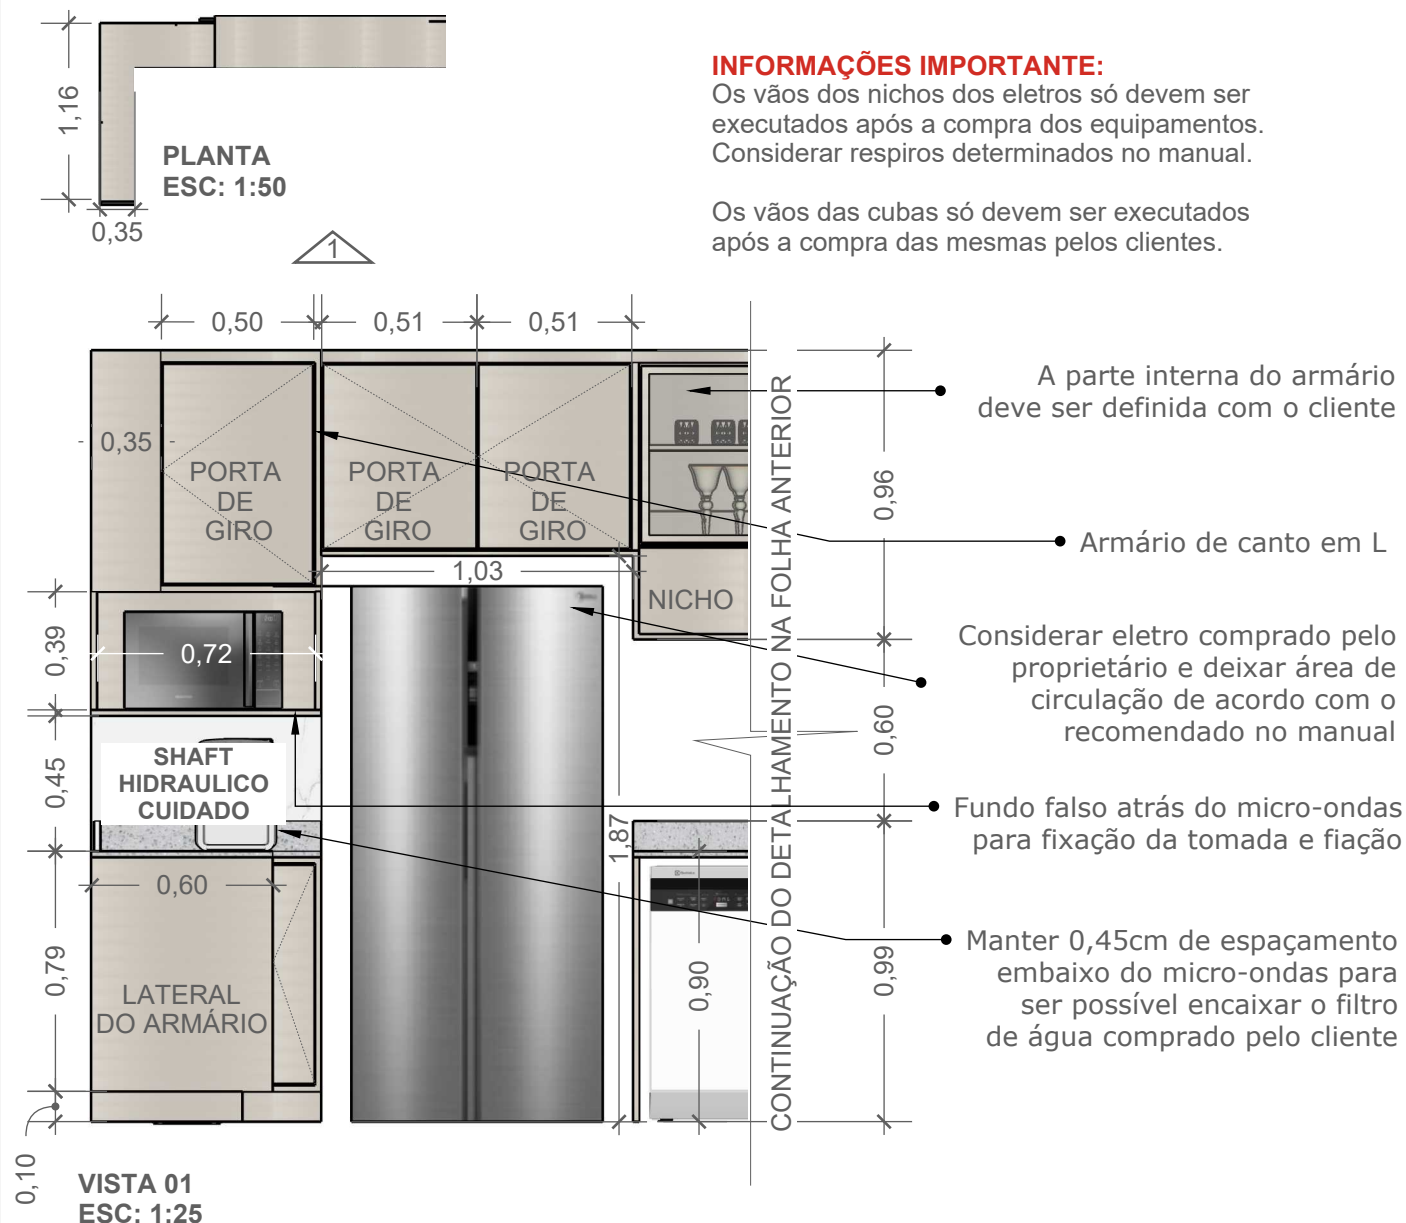 1,16
PLANTA
ESC: 1:50
0,35
1
INFORMAÇÕES IMPORTANTE:
Os vãos dos nichos dos eletros só devem ser
executados após a compra dos equipamentos.
Considerar respiros determinados no manual.
Os vãos das cubas só devem ser executados
após a compra das mesmas pelos clientes.
0,50
0,51
0,51
0,35
PORTA
DE
GIRO
PORTA
DE
GIRO
PORTA
DE
GIRO
1,03
NICHO
0,39
0,72
0,45
SHAFT
HIDRAULICO
CUIDADO
0,60
0,79
LATERAL
DO ARMÁRIO
0,10
1,87
0,90
CONTINUAÇÃO DO DETALHAMENTO NA FOLHA ANTERIOR
0,96
0,60
0,99
A parte interna do armário
deve ser definida com o cliente
Armário de canto em L
Considerar eletro comprado pelo
proprietário e deixar área de
circulação de acordo com o
recomendado no manual
Fundo falso atrás do micro-ondas
para fixação da tomada e fiação
Manter 0,45cm de espaçamento
embaixo do micro-ondas para
ser possível encaixar o filtro
de água comprado pelo cliente
VISTA 01
ESC: 1:25